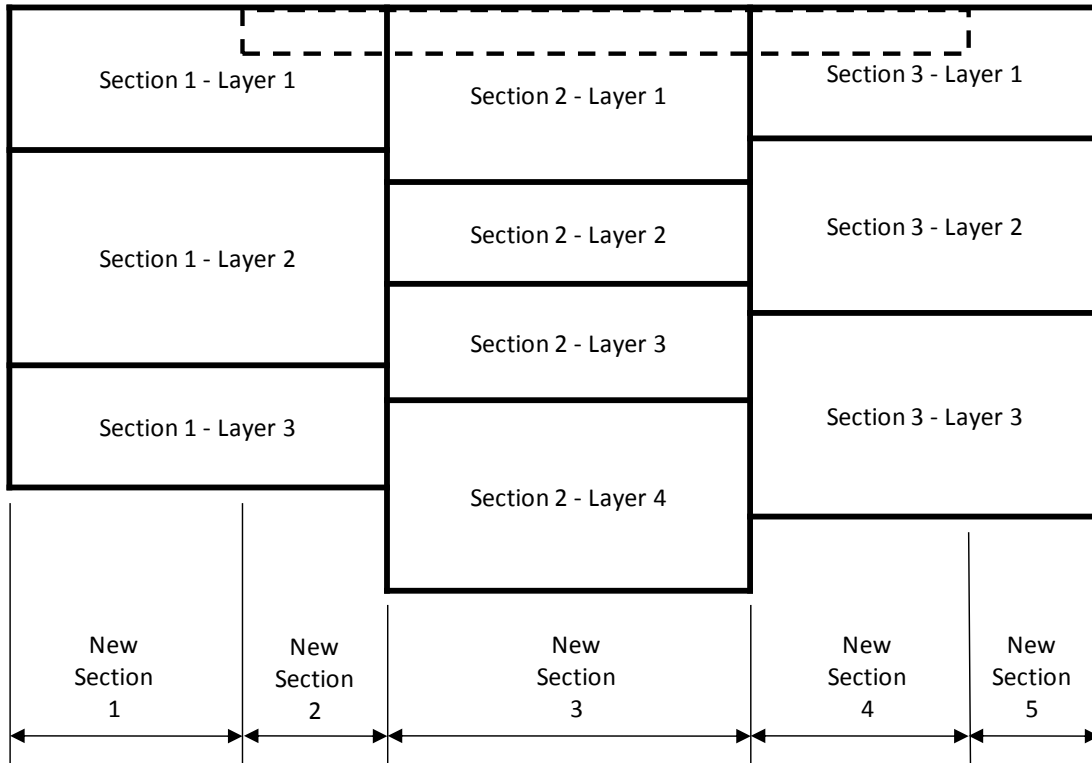 Section 1 - Layer 1
Section 2 - Layer 1
Section 3 - Layer 1
Section 1 - Layer 2
Section 2 - Layer 2
Section 3 - Layer 2
Section 2 - Layer 3
Section 1 - Layer 3
Section 3 - Layer 3
Section 2 - Layer 4
New
Section
1
New
Section
2
New
Section
3
New
Section
4
New
Section
5